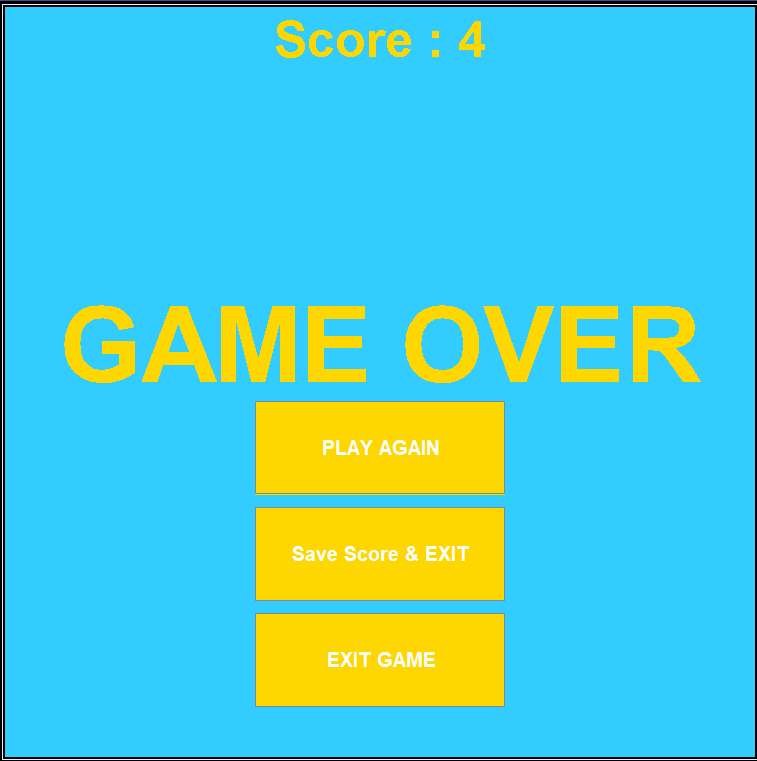 Score : 4
GAME OVER
PLAY AGAIN
Save Score & EXIT
EXIT GAME